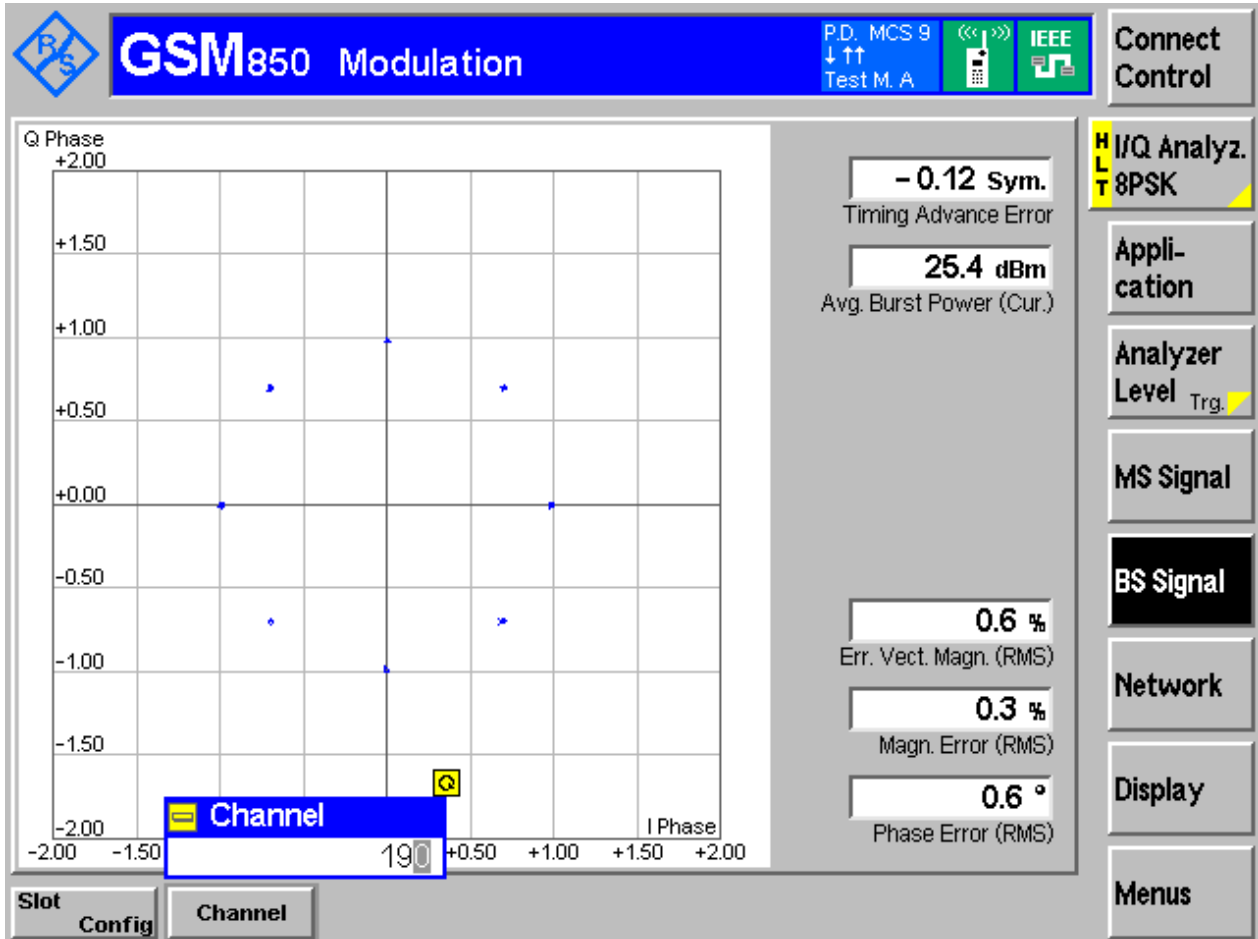 R/S
GSM850 Modulation
P.D. MCS 9
↓ ↑↑
Test M. A
IEEE
Connect
Control
Q Phase
+2.00
+1.50
+1.00
+0.50
+0.00
-0.50
-1.00
-1.50
-2.00
I Phase
-2.00 -1.50 +0.50 +1.00 +1.50 +2.00
Q
Channel
190
- 0.12 Sym.
Timing Advance Error
25.4 dBm
Avg. Burst Power (Cur.)
0.6 %
Err. Vect. Magn. (RMS)
0.3 %
Magn. Error (RMS)
0.6 °
Phase Error (RMS)
HLT
I/Q Analyz.
8PSK
Appli-
cation
Analyzer
Level Trg.
MS Signal
BS Signal
Network
Display
Menus
Slot
Config
Channel